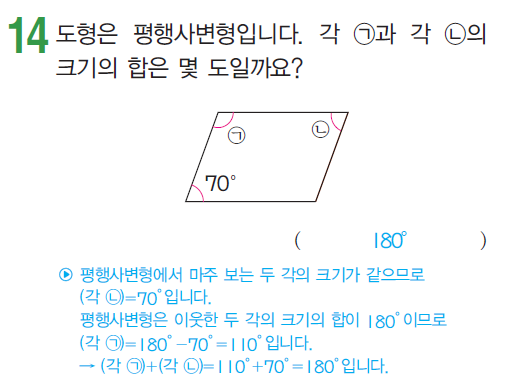 14 도형은 평행사변형입니다. 각 ㉠과 각 ㉡의
크기의 합은 몇 도일까요?
㉠ ㉡
70°
( 180° )
▶ 평행사변형에서 마주 보는 두 각의 크기가 같으므로
(각 ㉡)=70°입니다.
평행사변형은 이웃한 두 각의 크기의 합이 180°이므로
(각 ㉠)=180°-70°=110°입니다.
→ (각 ㉠)+(각 ㉡)=110°+70°=180°입니다.